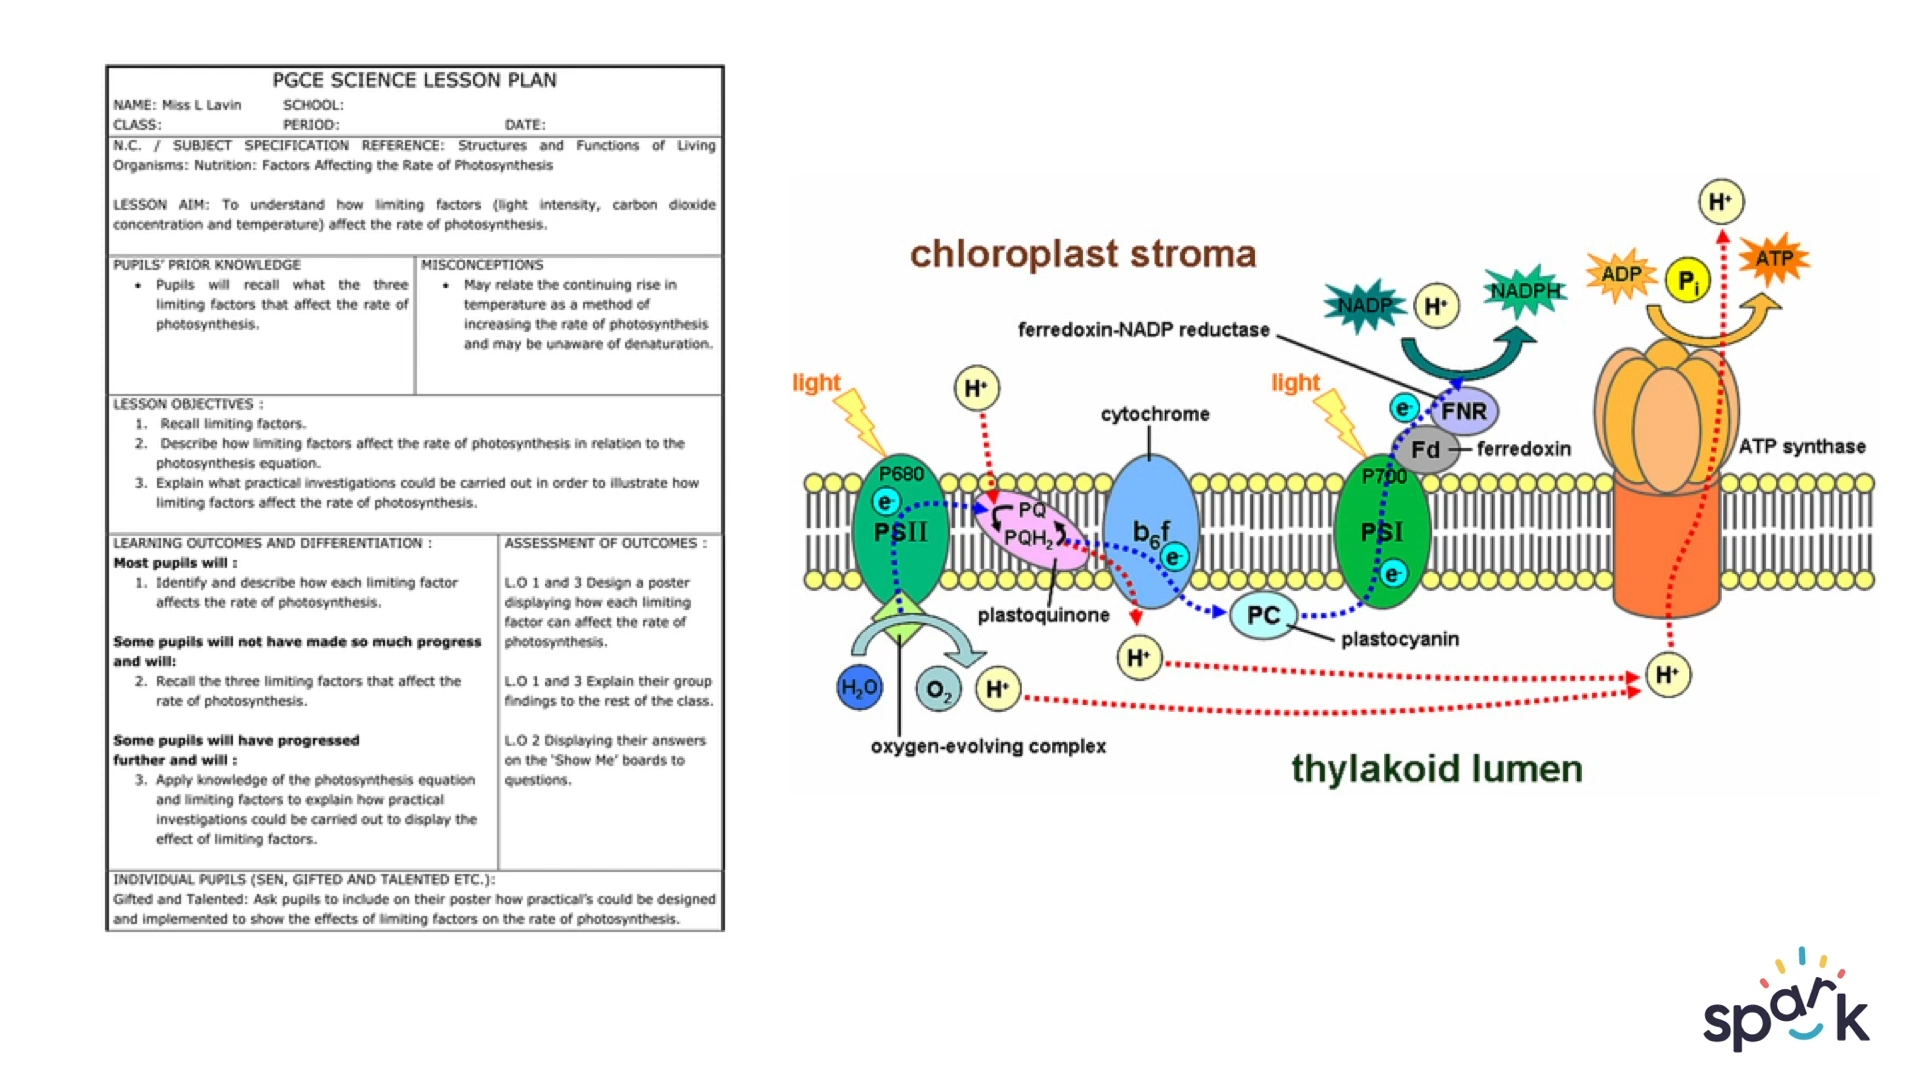 PGCE SCIENCE LESSON PLAN
NAME: Miss L Lavin SCHOOL:
CLASS: PERIOD: DATE:
N.C. / SUBJECT SPECIFICATION REFERENCE: Structures and Functions of Living
Organisms: Nutrition: Factors Affecting the Rate of Photosynthesis
LESSON AIM: To understand how limiting factors (light intensity, carbon dioxide
concentration and temperature) affect the rate of photosynthesis.
PUPILS' PRIOR KNOWLEDGE
• Pupils will recall what the three
limiting factors that affect the rate of
photosynthesis.
MISCONCEPTIONS
• May relate the continuing rise in
temperature as a method of
increasing the rate of photosynthesis
and may be unaware of denaturation.
LESSON OBJECTIVES :
1. Recall limiting factors.
2. Describe how limiting factors affect the rate of photosynthesis in relation to the
photosynthesis equation.
3. Explain what practical investigations could be carried out in order to illustrate how
limiting factors affect the rate of photosynthesis.
LEARNING OUTCOMES AND DIFFERENTIATION :
Most pupils will :
1. Identify and describe how each limiting factor
affects the rate of photosynthesis.
Some pupils will not have made so much progress
and will:
2. Recall the three limiting factors that affect the
rate of photosynthesis.
Some pupils will have progressed
further and will :
3. Apply knowledge of the photosynthesis equation
and limiting factors to explain how practical
investigations could be carried out to display the
effect of limiting factors.
ASSESSMENT OF OUTCOMES :
L.O 1 and 3 Design a poster
displaying how each limiting
factor can affect the rate of
photosynthesis.
L.O 1 and 3 Explain their group
findings to the rest of the class.
L.O 2 Displaying their answers
on the 'Show Me' boards to
questions.
INDIVIDUAL PUPILS (SEN, GIFTED AND TALENTED ETC.):
Gifted and Talented: Ask pupils to include on their poster how practical's could be designed
and implemented to show the effects of limiting factors on the rate of photosynthesis.
chloroplast stroma
H⁺
ADP Pᵢ ATP
NADP H⁺ NADPH
ferredoxin-NADP reductase
light
H⁺
light
cytochrome
e⁻ FNR
Fd
ferredoxin
ATP synthase
P680
e⁻
PSII
PQ
PQH₂
b₆f
e⁻
P700
PSI
e⁻
plastoquinone
PC
plastocyanin
H⁺
H₂O O₂ H⁺
H⁺
oxygen-evolving complex
thylakoid lumen
spark